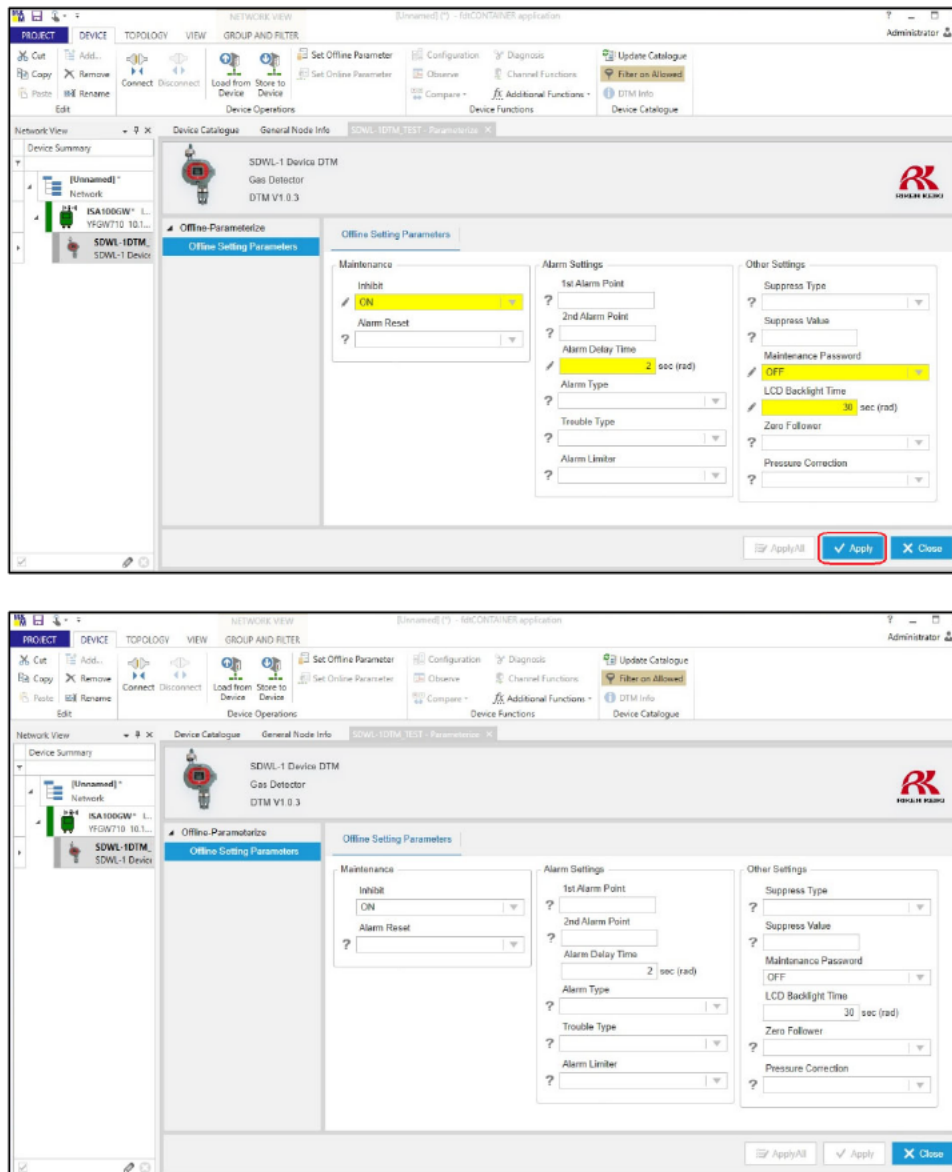 NETWORK VIEW
[Unnamed] (*) - fdtCONTAINER application
?
PROJECT DEVICE TOPOLOGY VIEW GROUP AND FILTER Administrator
Cut Add... Set Offline Parameter Configuration Diagnosis Update Catalogue
Copy Remove Connect Disconnect Load from Device Store to Device Set Online Parameter Observe Channel Functions Filter on Allowed
Paste Rename Compare fx Additional Functions DTM Info
Edit Device Operations Device Functions Device Catalogue
Network View Device Catalogue General Node Info SDWL-1DTM_TEST - Parameterize
Device Summary
SDWL-1 Device DTM
Gas Detector
DTM V1.0.3
RIKEN KEIKI
[Unnamed] *
Network
ISA100GW* L...
YFGW710 10.1...
SDWL-1DTM_
SDWL-1 Device
Offline-Parameterize
Offline Setting Parameters
Offline Setting Parameters
Maintenance
Inhibit
ON
Alarm Reset
?
Alarm Settings
1st Alarm Point
?
2nd Alarm Point
?
Alarm Delay Time
2 sec (rad)
Alarm Type
?
Trouble Type
?
Alarm Limiter
?
Other Settings
Suppress Type
?
Suppress Value
?
Maintenance Password
OFF
LCD Backlight Time
30 sec (rad)
Zero Follower
?
Pressure Correction
?
ApplyAll Apply Close
NETWORK VIEW
[Unnamed] (*) - fdtCONTAINER application
?
PROJECT DEVICE TOPOLOGY VIEW GROUP AND FILTER Administrator
Cut Add... Set Offline Parameter Configuration Diagnosis Update Catalogue
Copy Remove Connect Disconnect Load from Device Store to Device Set Online Parameter Observe Channel Functions Filter on Allowed
Paste Rename Compare fx Additional Functions DTM Info
Edit Device Operations Device Functions Device Catalogue
Network View Device Catalogue General Node Info SDWL-1DTM_TEST - Parameterize
Device Summary
SDWL-1 Device DTM
Gas Detector
DTM V1.0.3
RIKEN KEIKI
[Unnamed] *
Network
ISA100GW* L...
YFGW710 10.1...
SDWL-1DTM_
SDWL-1 Device
Offline-Parameterize
Offline Setting Parameters
Offline Setting Parameters
Maintenance
Inhibit
ON
Alarm Reset
?
Alarm Settings
1st Alarm Point
?
2nd Alarm Point
?
Alarm Delay Time
2 sec (rad)
Alarm Type
?
Trouble Type
?
Alarm Limiter
?
Other Settings
Suppress Type
?
Suppress Value
?
Maintenance Password
OFF
LCD Backlight Time
30 sec (rad)
Zero Follower
?
Pressure Correction
?
ApplyAll Apply Close